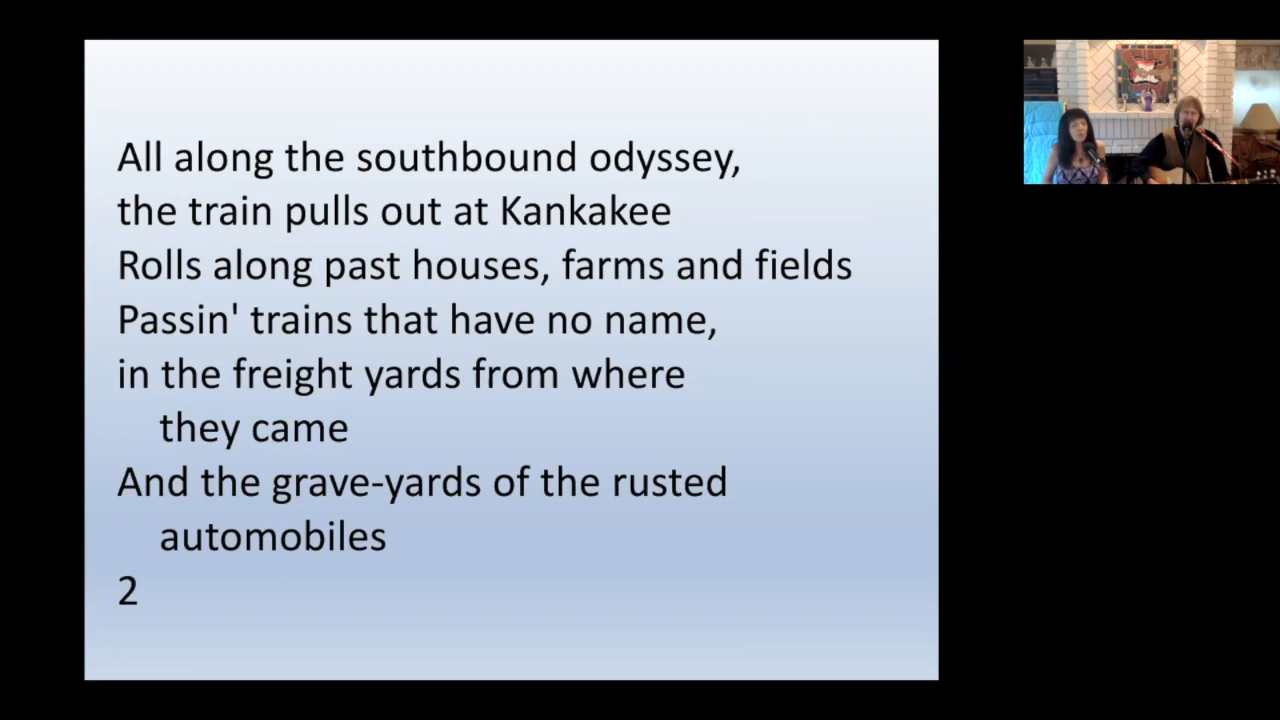 All along the southbound odyssey,
the train pulls out at Kankakee
Rolls along past houses, farms and fields
Passin' trains that have no name,
in the freight yards from where
they came
And the grave-yards of the rusted
automobiles
2